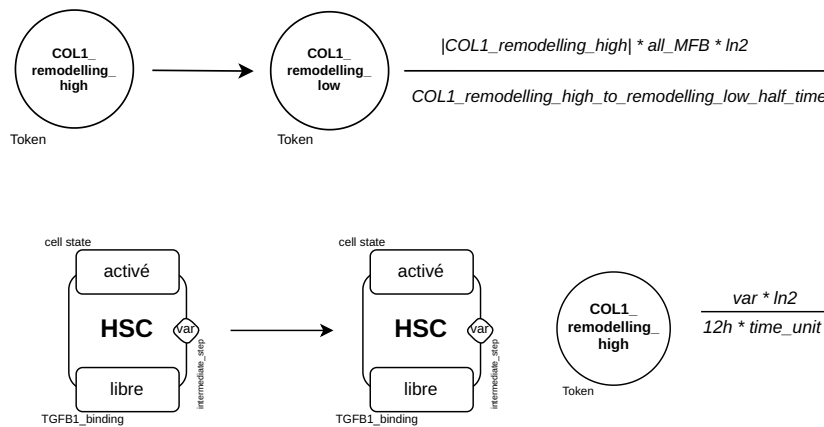 COL1_
remodelling_
high
Token
COL1_
remodelling_
low
Token
|COL1_remodelling_high| * all_MFB * ln2
COL1_remodelling_high_to_remodelling_low_half_time
cell state
activé
HSC
var
libre
TGFB1_binding
intermediate_step
cell state
activé
HSC
var
libre
TGFB1_binding
intermediate_step
COL1_
remodelling_
high
Token
var * ln2
12h * time_unit